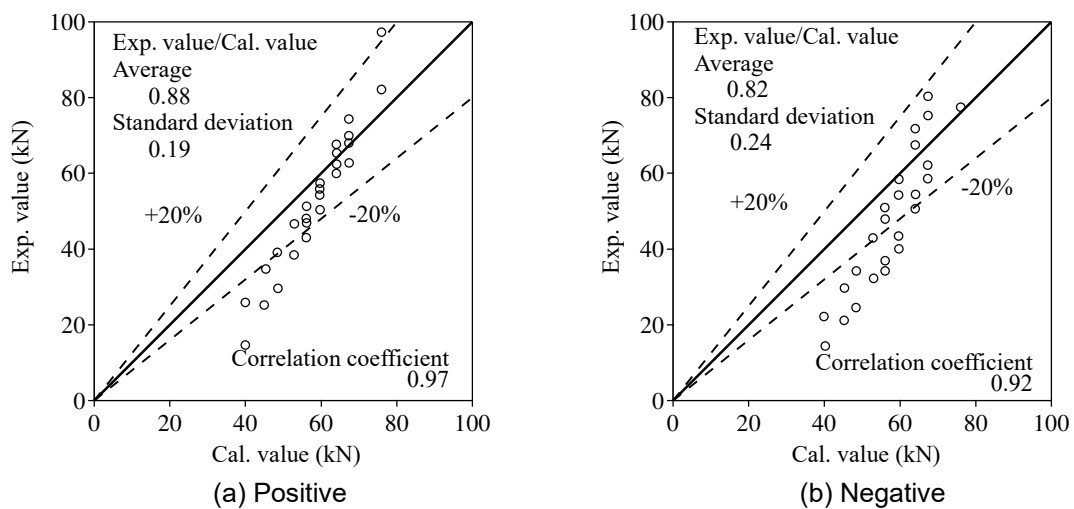 100
80
60
40
20
0
Exp. value (kN)
Exp. value/Cal. value
Average
0.88
Standard deviation
0.19
+20%
-20%
Correlation coefficient
0.97
0 20 40 60 80 100
Cal. value (kN)
(a) Positive
100
80
60
40
20
0
Exp. value (kN)
Exp. value/Cal. value
Average
0.82
Standard deviation
0.24
+20%
-20%
Correlation coefficient
0.92
0 20 40 60 80 100
Cal. value (kN)
(b) Negative